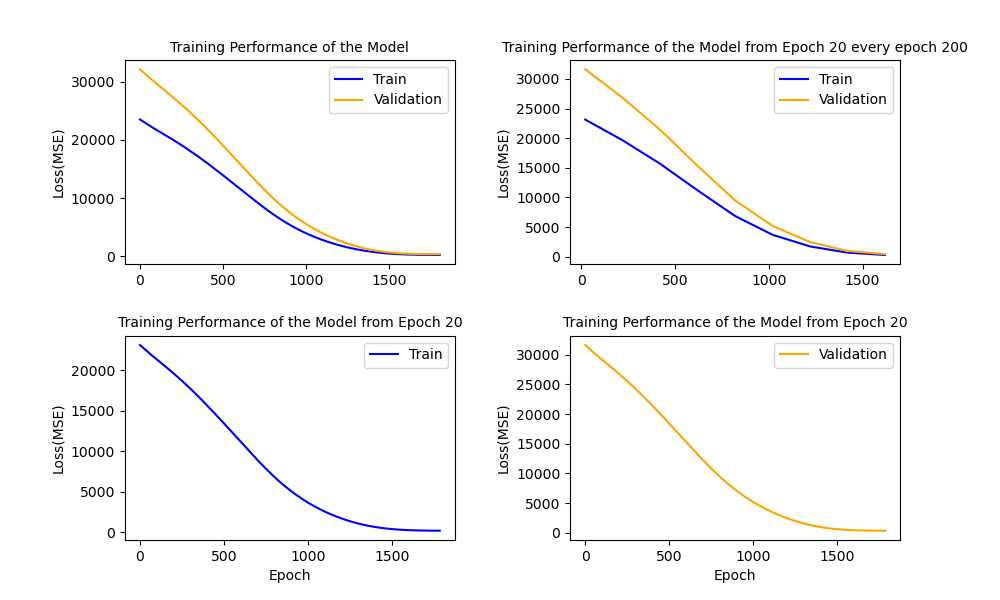 Training Performance of the Model
Loss(MSE)
30000
20000
10000
0
0 500 1000 1500
Train
Validation
Training Performance of the Model from Epoch 20 every epoch 200
Loss(MSE)
30000
25000
20000
15000
10000
5000
0
0 500 1000 1500
Train
Validation
Training Performance of the Model from Epoch 20
Loss(MSE)
20000
15000
10000
5000
0
0 500 1000 1500
Epoch
Train
Training Performance of the Model from Epoch 20
Loss(MSE)
30000
25000
20000
15000
10000
5000
0
0 500 1000 1500
Epoch
Validation